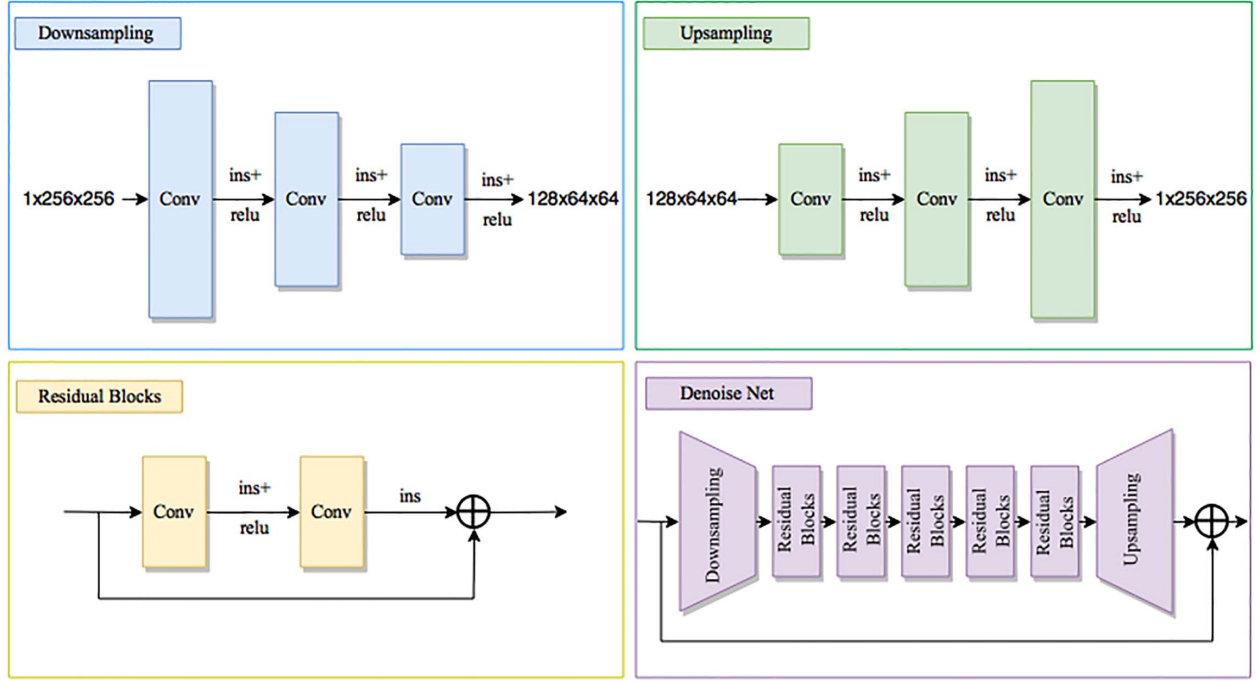 Downsampling
1x256x256
Conv
ins+
relu
Conv
ins+
relu
Conv
ins+
relu
128x64x64
Upsampling
128x64x64
Conv
ins+
relu
Conv
ins+
relu
Conv
ins+
relu
1x256x256
Residual Blocks
Conv
ins+
relu
Conv
ins
Denoise Net
Downsampling
Residual
Blocks
Residual
Blocks
Residual
Blocks
Residual
Blocks
Residual
Blocks
Upsampling